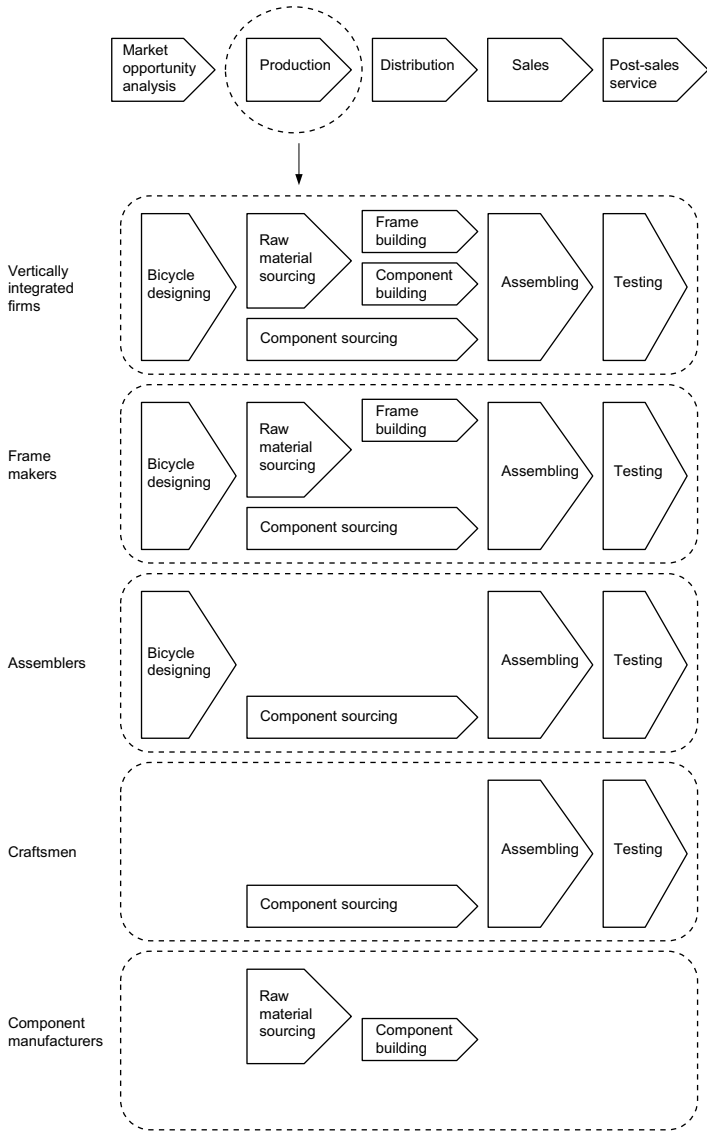 Market
opportunity
analysis
Production
Distribution
Sales
Post-sales
service
Vertically
integrated
firms
Bicycle
designing
Raw
material
sourcing
Frame
building
Component
building
Component sourcing
Assembling
Testing
Frame
makers
Bicycle
designing
Raw
material
sourcing
Frame
building
Component sourcing
Assembling
Testing
Assemblers
Bicycle
designing
Component sourcing
Assembling
Testing
Craftsmen
Component sourcing
Assembling
Testing
Component
manufacturers
Raw
material
sourcing
Component
building